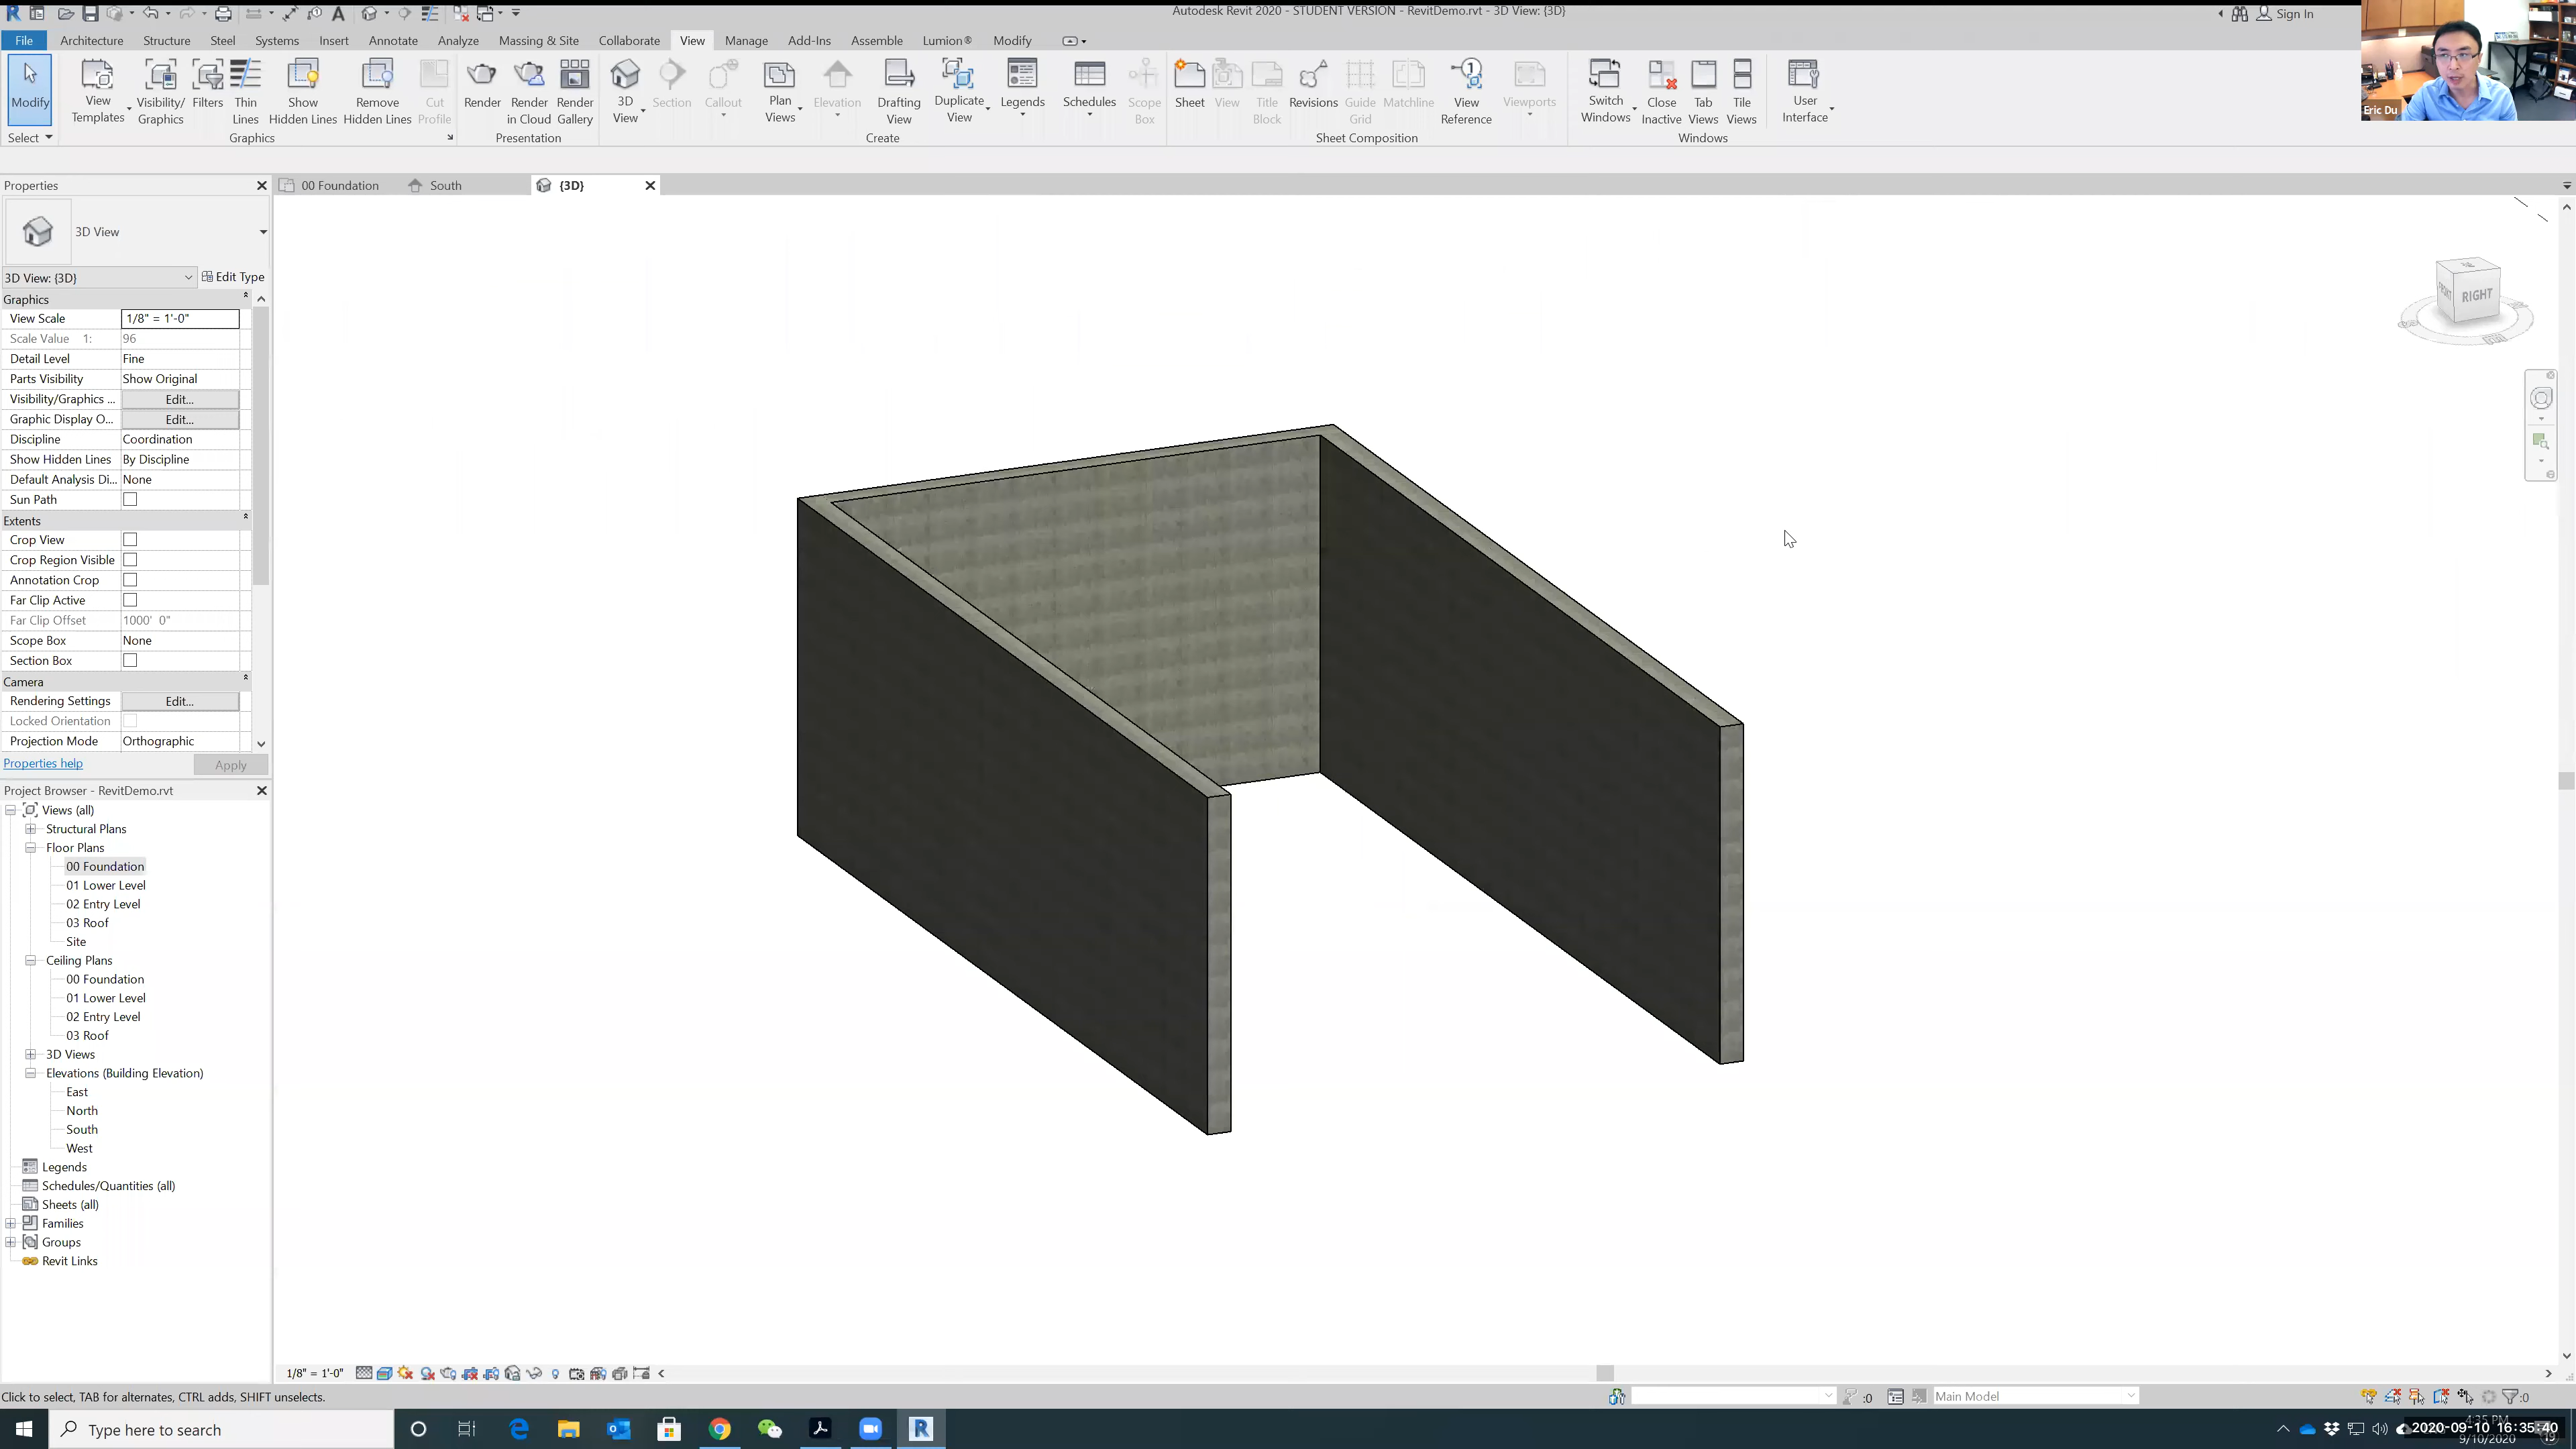 Autodesk Revit 2020 - STUDENT VERSION - RevitDemo.rvt - 3D View: {3D}
Sign In
File Architecture Structure Steel Systems Insert Annotate Analyze Massing & Site Collaborate View Manage Add-Ins Assemble Lumion® Modify
Modify
View Templates
Visibility/ Graphics
Filters
Thin Lines
Show Hidden Lines
Remove Hidden Lines
Cut Profile
Render
Render in Cloud
Render Gallery
3D View
Section
Callout
Plan Views
Elevation
Drafting View
Duplicate View
Legends
Schedules
Scope Box
Sheet
View
Title Block
Revisions
Guide Grid
Matchline
View Reference
Viewports
Switch Windows
Close Inactive
Tab Views
Tile Views
User Interface
Eric Du
Select Graphics Presentation Create Sheet Composition Windows
Properties
00 Foundation South {3D}
3D View
3D View: {3D} Edit Type
Graphics
View Scale 1/8" = 1'-0"
Scale Value 1: 96
Detail Level Fine
Parts Visibility Show Original
Visibility/Graphics ... Edit...
Graphic Display O... Edit...
Discipline Coordination
Show Hidden Lines By Discipline
Default Analysis Di... None
Sun Path
Extents
Crop View
Crop Region Visible
Annotation Crop
Far Clip Active
Far Clip Offset 1000' 0"
Scope Box None
Section Box
Camera
Rendering Settings Edit...
Locked Orientation
Projection Mode Orthographic
Properties help Apply
RIGHT
Project Browser - RevitDemo.rvt
Views (all)
Structural Plans
Floor Plans
00 Foundation
01 Lower Level
02 Entry Level
03 Roof
Site
Ceiling Plans
00 Foundation
01 Lower Level
02 Entry Level
03 Roof
3D Views
Elevations (Building Elevation)
East
North
South
West
Legends
Schedules/Quantities (all)
Sheets (all)
Families
Groups
Revit Links
1/8" = 1'-0"
Click to select, TAB for alternates, CTRL adds, SHIFT unselects.
:0
Main Model
:0
Type here to search
4:35 PM
2020-09-10 16:35:40
9/10/2020